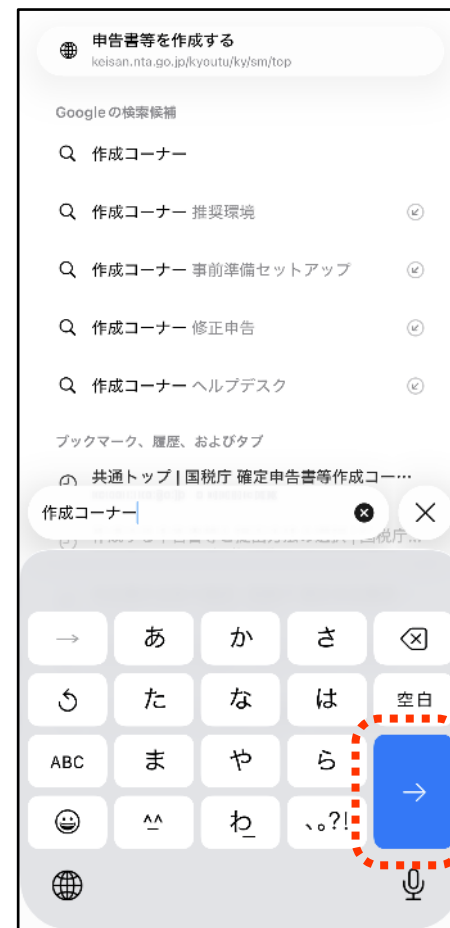 申告書等を作成する
keisan.nta.go.jp/kyoutu/ky/sm/top
Googleの検索候補
作成コーナー
作成コーナー 推奨環境
作成コーナー 事前準備セットアップ
作成コーナー 修正申告
作成コーナー ヘルプデスク
ブックマーク、履歴、およびタブ
共通トップ | 国税庁 確定申告書等作成コー…
作成コーナー
→ あ か さ
た な は 空白
ABC ま や ら →
^^ わ_ 、。?!